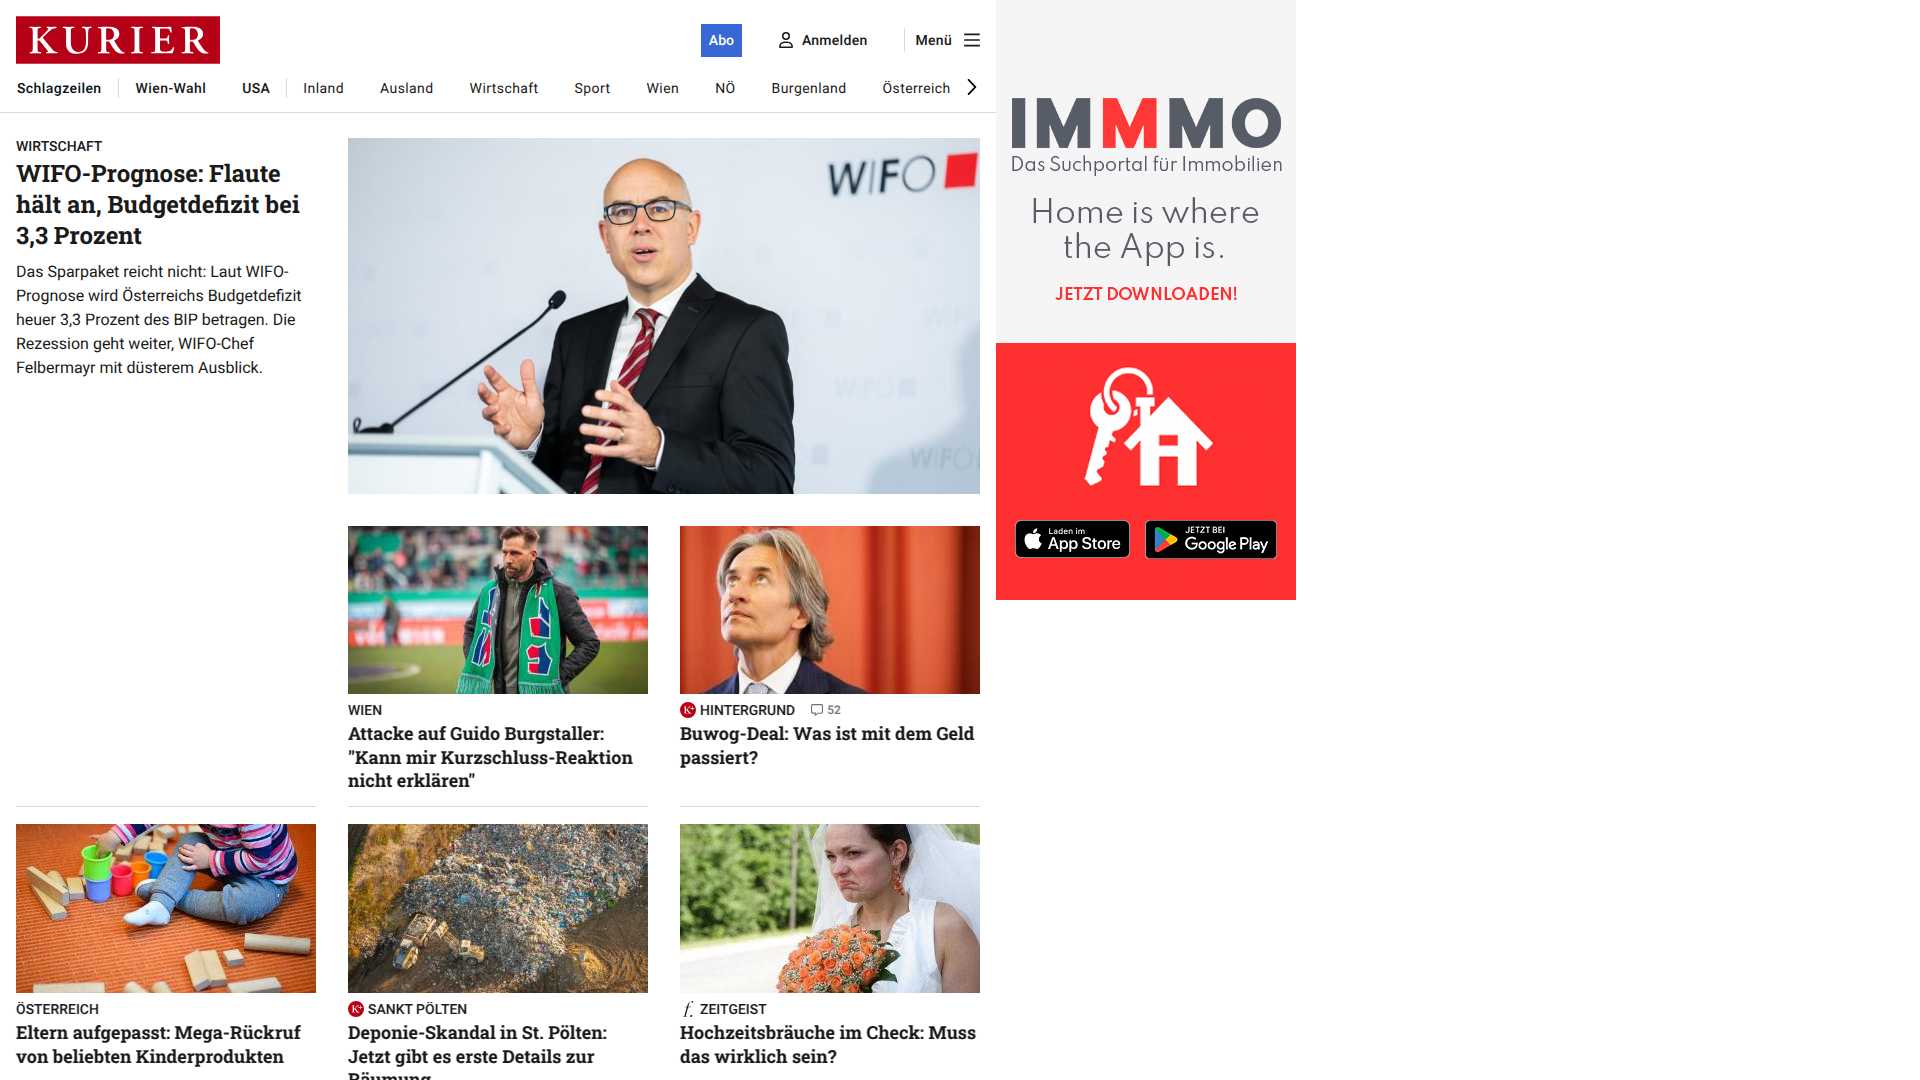 KURIER
Abo
Anmelden
Menü
Schlagzeilen
Wien-Wahl
USA
Inland
Ausland
Wirtschaft
Sport
Wien
NÖ
Burgenland
Österreich
WIRTSCHAFT
WIFO-Prognose: Flaute
hält an, Budgetdefizit bei
3,3 Prozent
Das Sparpaket reicht nicht: Laut WIFO-
Prognose wird Österreichs Budgetdefizit
heuer 3,3 Prozent des BIP betragen. Die
Rezession geht weiter, WIFO-Chef
Felbermayr mit düsterem Ausblick.
WIFO
WIFO
WIFO
WIEN
Attacke auf Guido Burgstaller:
"Kann mir Kurzschluss-Reaktion
nicht erklären"
K+ HINTERGRUND 52
Buwog-Deal: Was ist mit dem Geld
passiert?
ÖSTERREICH
Eltern aufgepasst: Mega-Rückruf
von beliebten Kinderprodukten
K+ SANKT PÖLTEN
Deponie-Skandal in St. Pölten:
Jetzt gibt es erste Details zur
Räumung
f. ZEITGEIST
Hochzeitsbräuche im Check: Muss
das wirklich sein?
IMMMO
Das Suchportal für Immobilien
Home is where
the App is.
JETZT DOWNLOADEN!
Laden im
App Store
JETZT BEI
Google Play